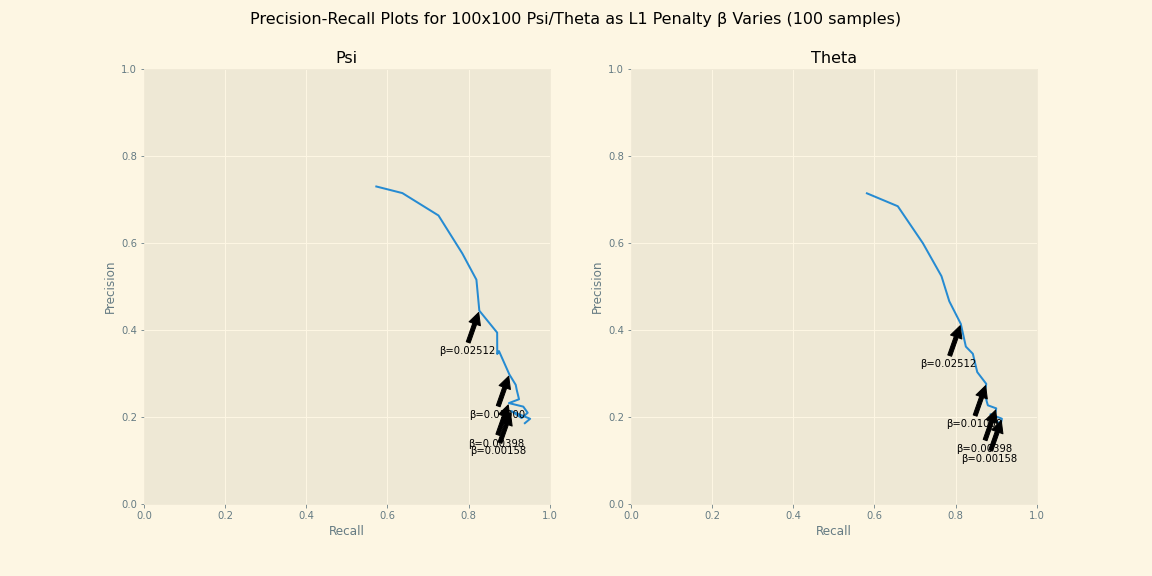 Precision-Recall Plots for 100x100 Psi/Theta as L1 Penalty β Varies (100 samples)
Psi
1.0
0.8
0.6
0.4
0.2
0.0
Precision
β=0.02512
β=0.00398
β=0.00158
0.0 0.2 0.4 0.6 0.8 1.0
Recall
Theta
1.0
0.8
0.6
0.4
0.2
0.0
Precision
β=0.02512
β=0.00398
β=0.00158
0.0 0.2 0.4 0.6 0.8 1.0
Recall